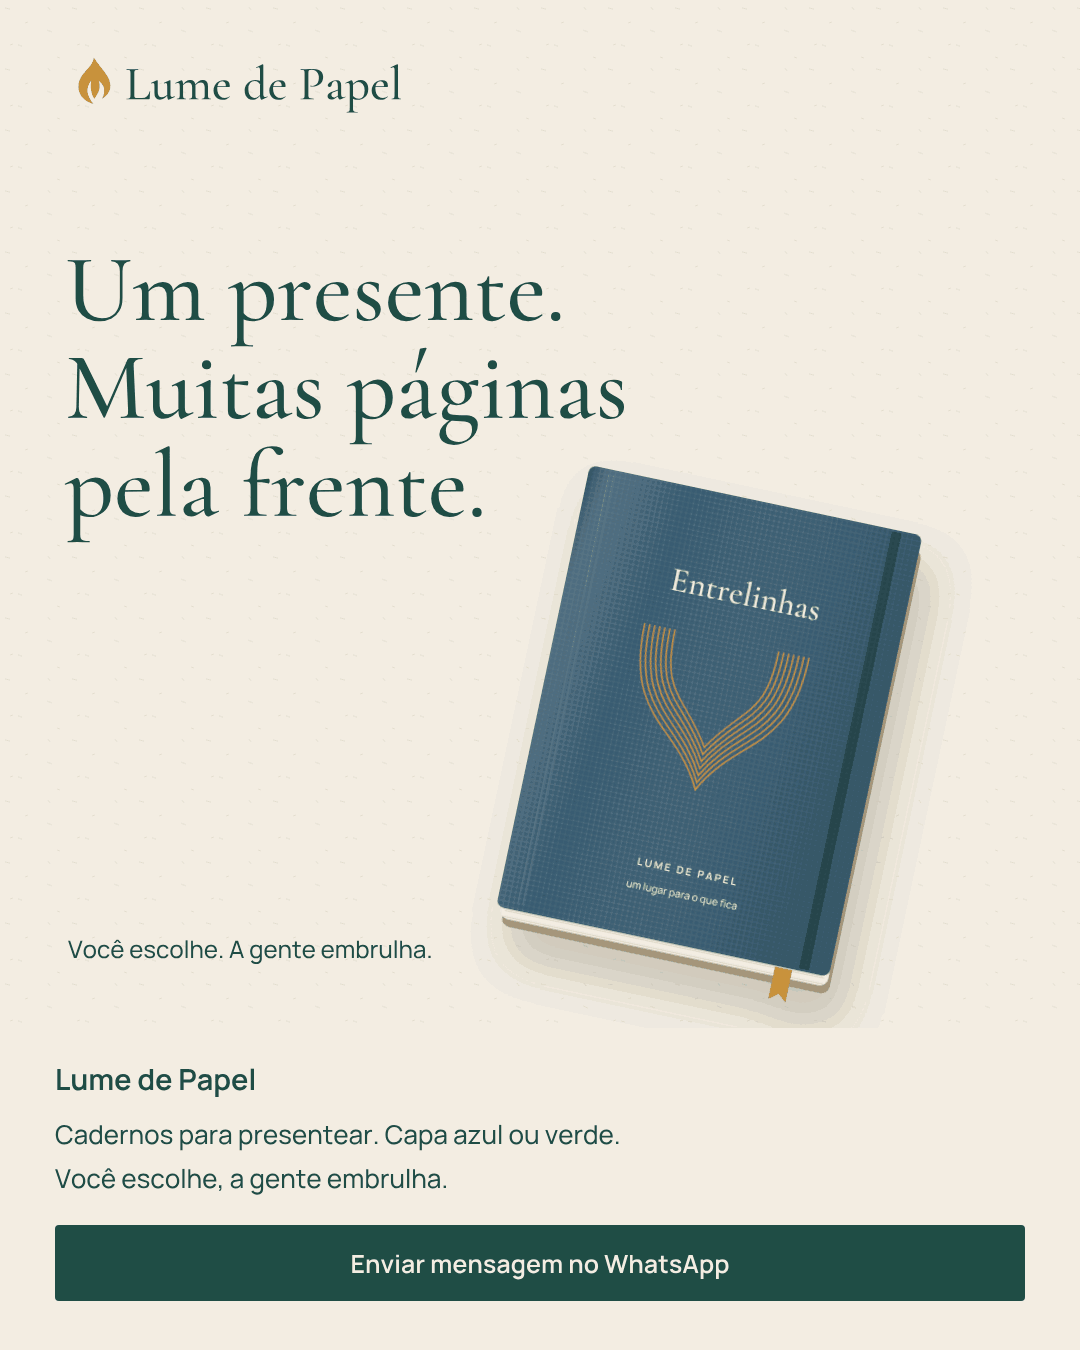 Lume de Papel
Um presente.
Muitas páginas
pela frente.
Entrelinhas
LUME DE PAPEL
um lugar para o que fica
Você escolhe. A gente embrulha.
Lume de Papel
Cadernos para presentear. Capa azul ou verde.
Você escolhe, a gente embrulha.
Enviar mensagem no WhatsApp